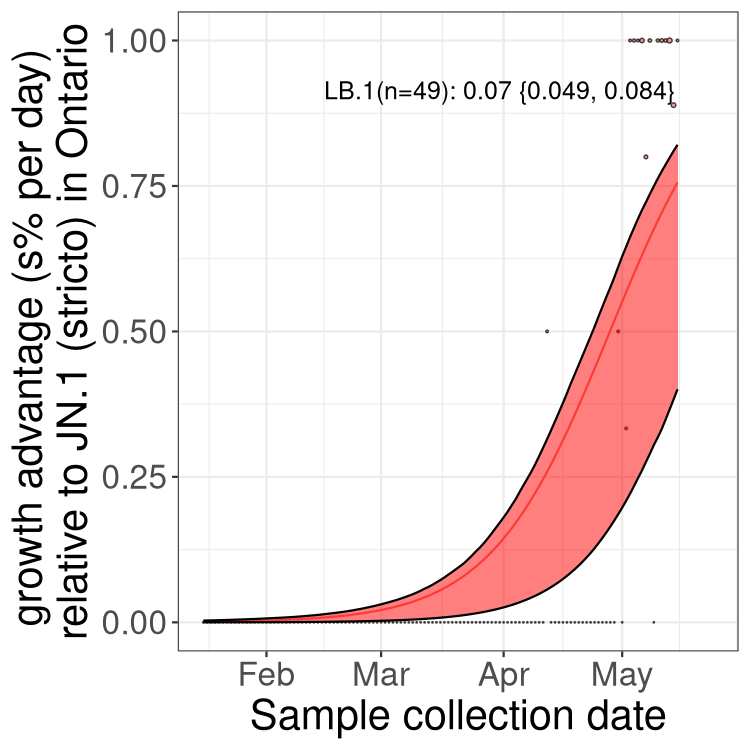 growth advantage (s% per day)
relative to JN.1 (stricto) in Ontario
1.00
0.75
0.50
0.25
0.00
LB.1(n=49): 0.07 {0.049, 0.084}
Feb Mar Apr May
Sample collection date